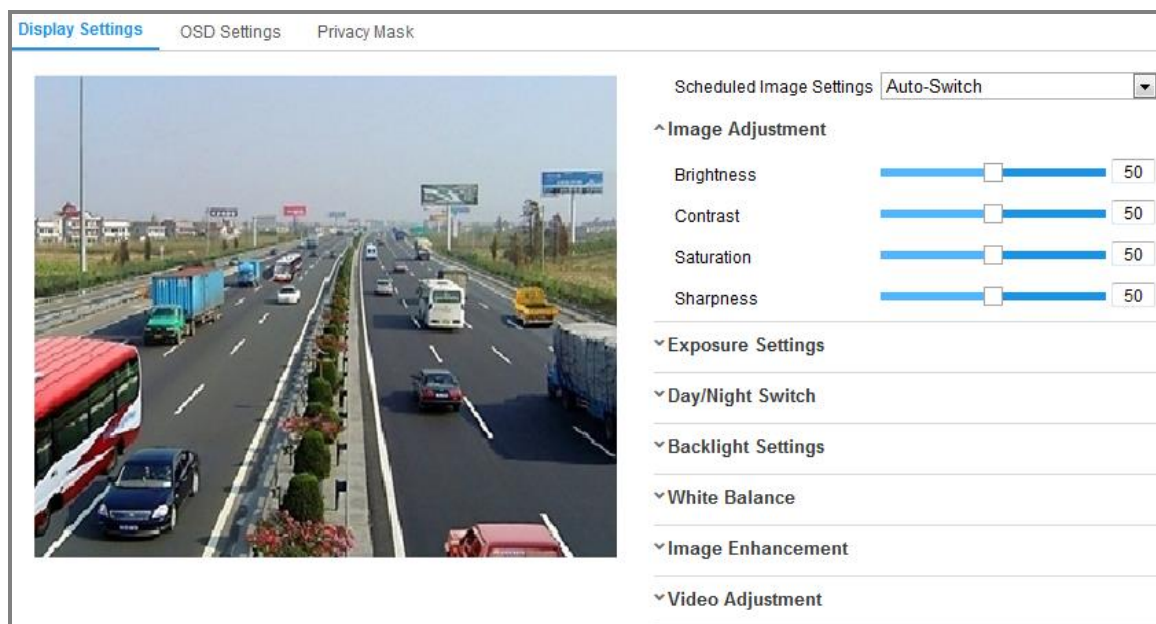 Display Settings OSD Settings Privacy Mask
Scheduled Image Settings Auto-Switch
Image Adjustment
Brightness 50
Contrast 50
Saturation 50
Sharpness 50
Exposure Settings
Day/Night Switch
Backlight Settings
White Balance
Image Enhancement
Video Adjustment